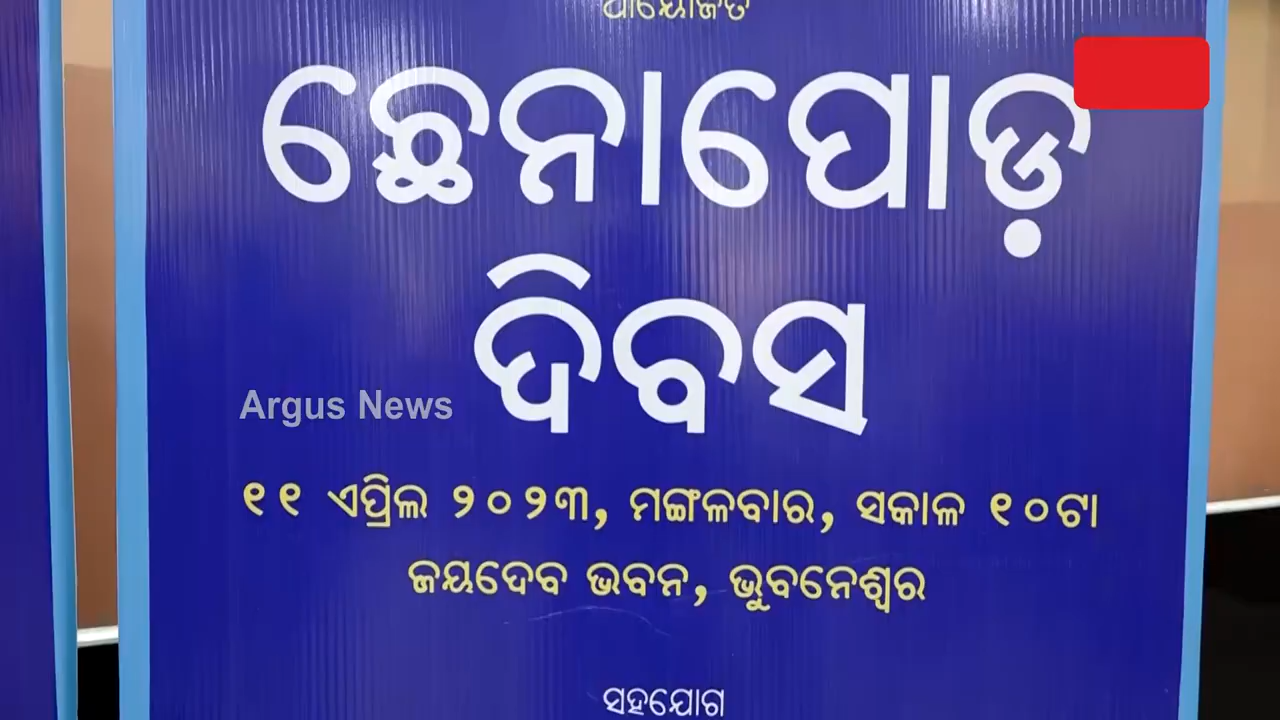 ଛେନାପୋଡ଼
ଦିବସ
Argus News
୧୧ ଏପ୍ରିଲ ୨୦୨୩, ମଙ୍ଗଳବାର, ସକାଳ ୧୦ଟା
ଜୟଦେବ ଭବନ, ଭୁବନେଶ୍ୱର
ସହଯୋଗ